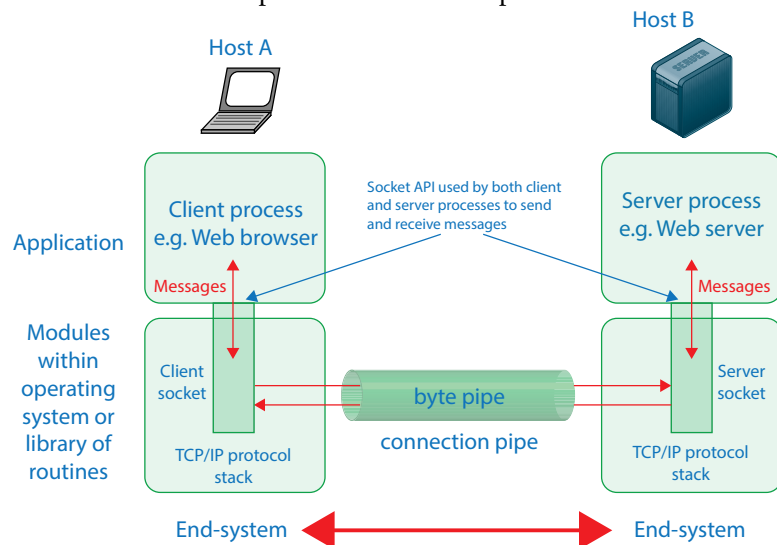 Host A
Host B
SERVER
Socket API used by both client
and server processes to send
and receive messages
Client process
e.g. Web browser
Server process
e.g. Web server
Application
Messages
Messages
Modules
within
operating
system or
library of
routines
Client
socket
byte pipe
Server
socket
connection pipe
TCP/IP protocol
stack
TCP/IP protocol
stack
End-system
End-system